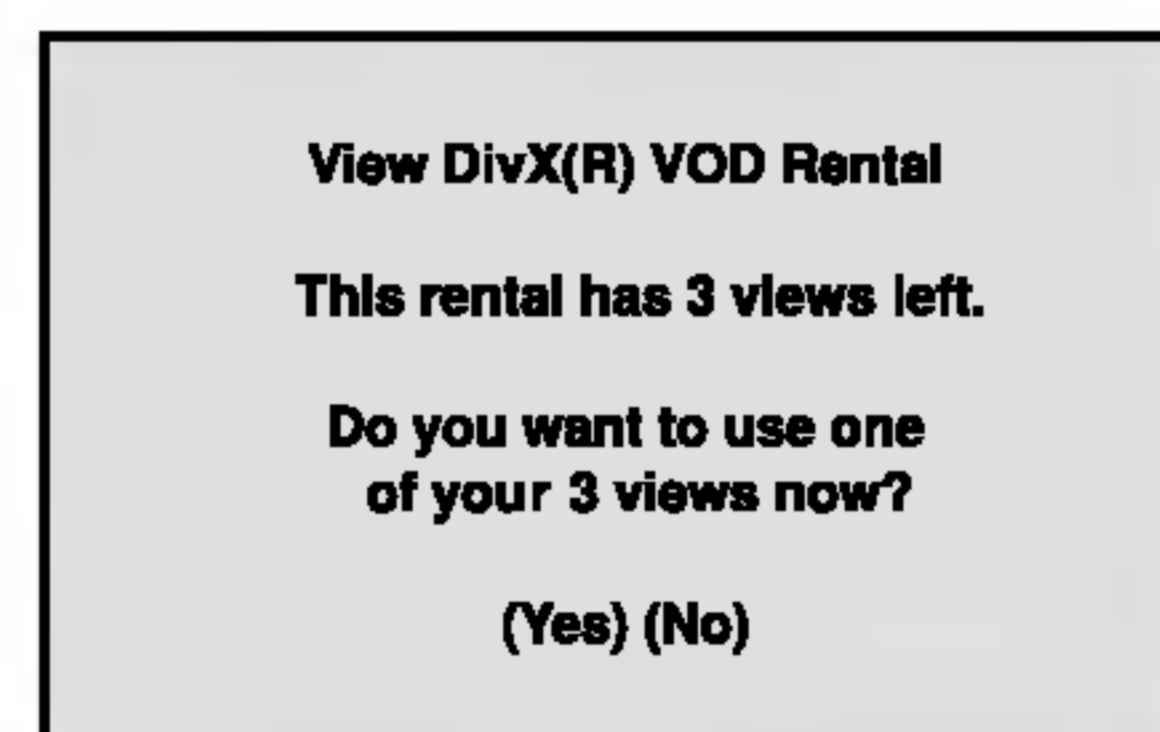 View DivX(R) VOD Rental
This rental has 3 views left.
Do you want to use one
of your 3 views now?
(Yes) (No)